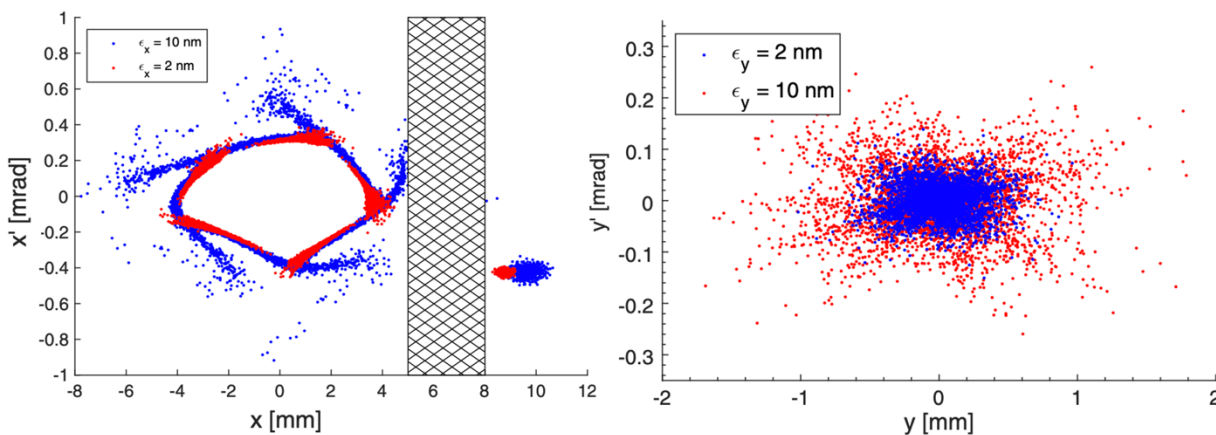 1
0.8
0.6
0.4
0.2
0
-0.2
-0.4
-0.6
-0.8
-1
x' [mrad]
ϵx = 10 nm
ϵx = 2 nm
-8 -6 -4 -2 0 2 4 6 8 10 12
x [mm]
0.3
0.2
0.1
0
-0.1
-0.2
-0.3
y' [mrad]
ϵy = 2 nm
ϵy = 10 nm
-2 -1 0 1 2
y [mm]